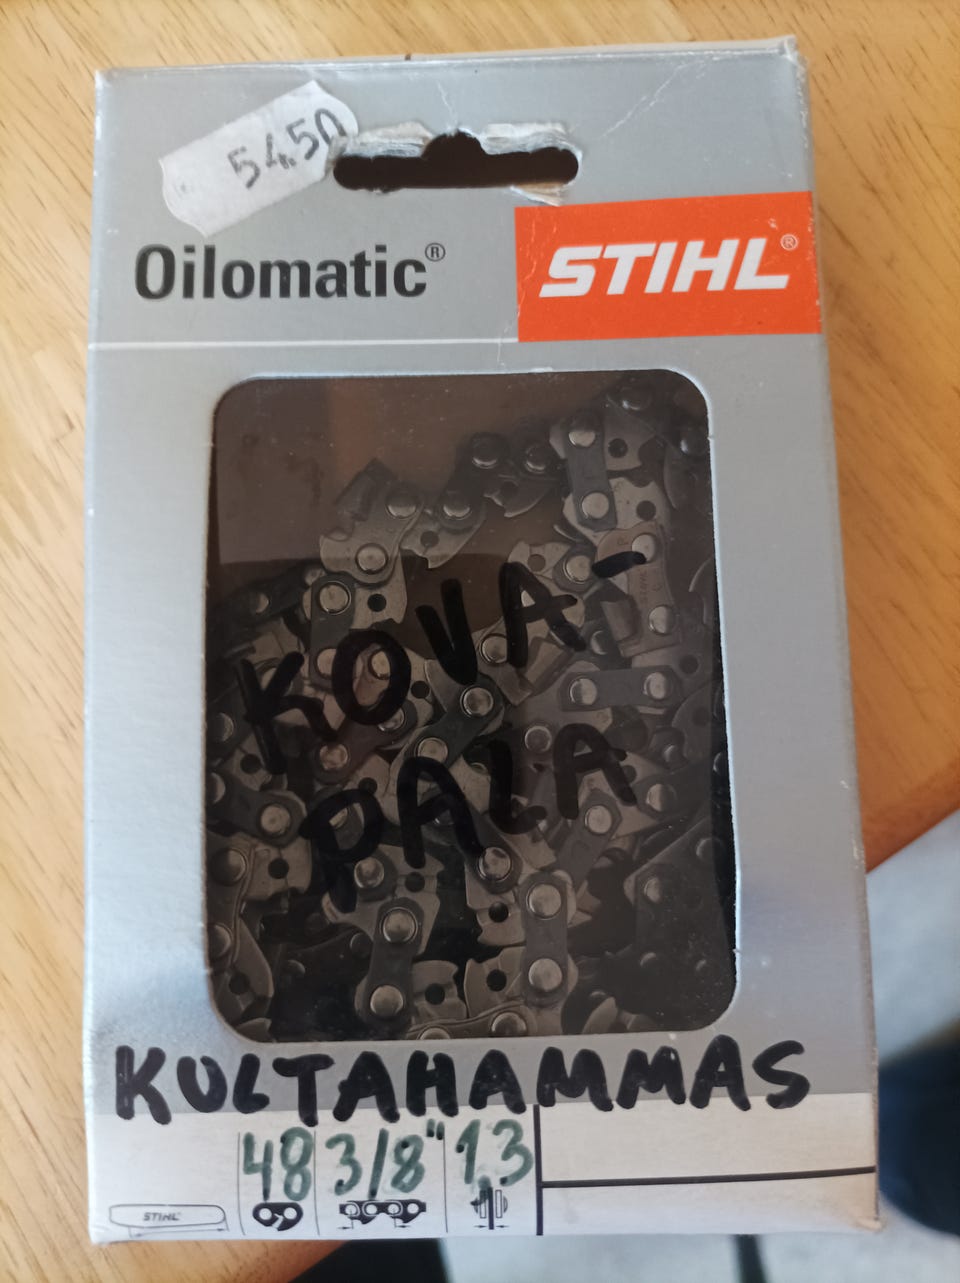 54.50
Oilomatic®
STIHL®
KOVA-
PALA
KULTAHAMMAS
48 3/8" 1,3
STIHL